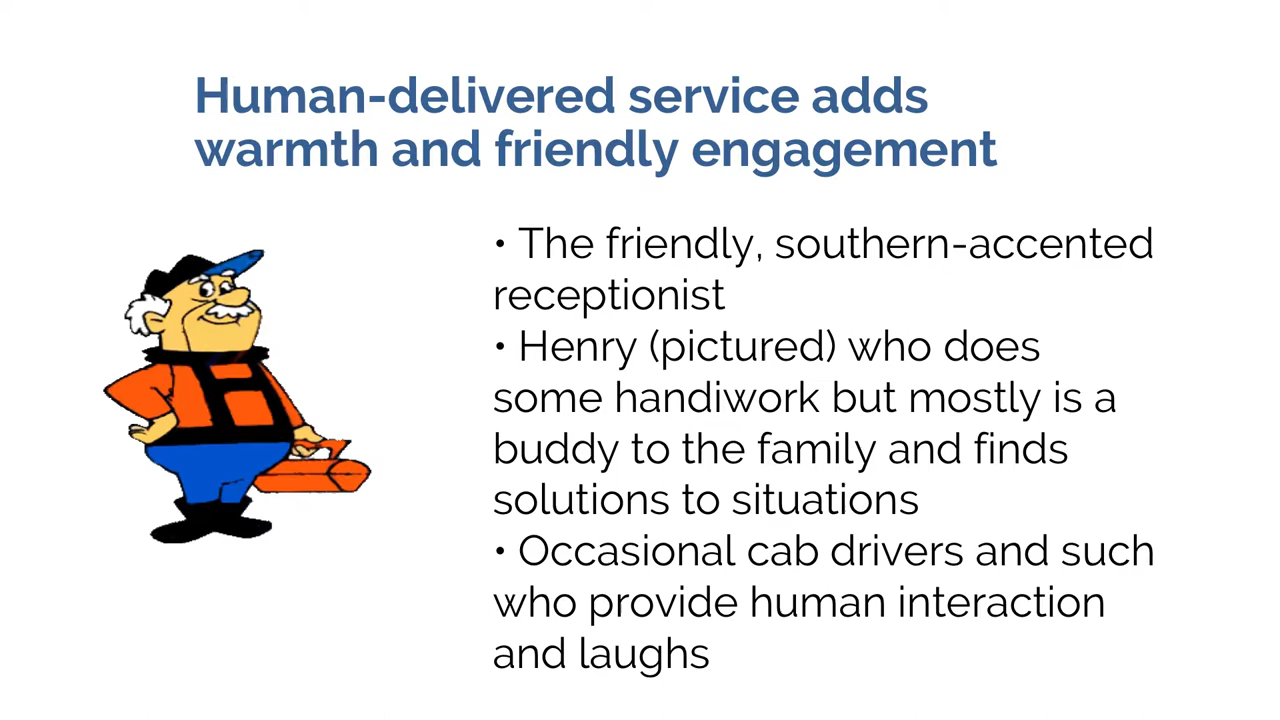 Human-delivered service adds
warmth and friendly engagement
• The friendly, southern-accented
receptionist
• Henry (pictured) who does
some handiwork but mostly is a
buddy to the family and finds
solutions to situations
• Occasional cab drivers and such
who provide human interaction
and laughs